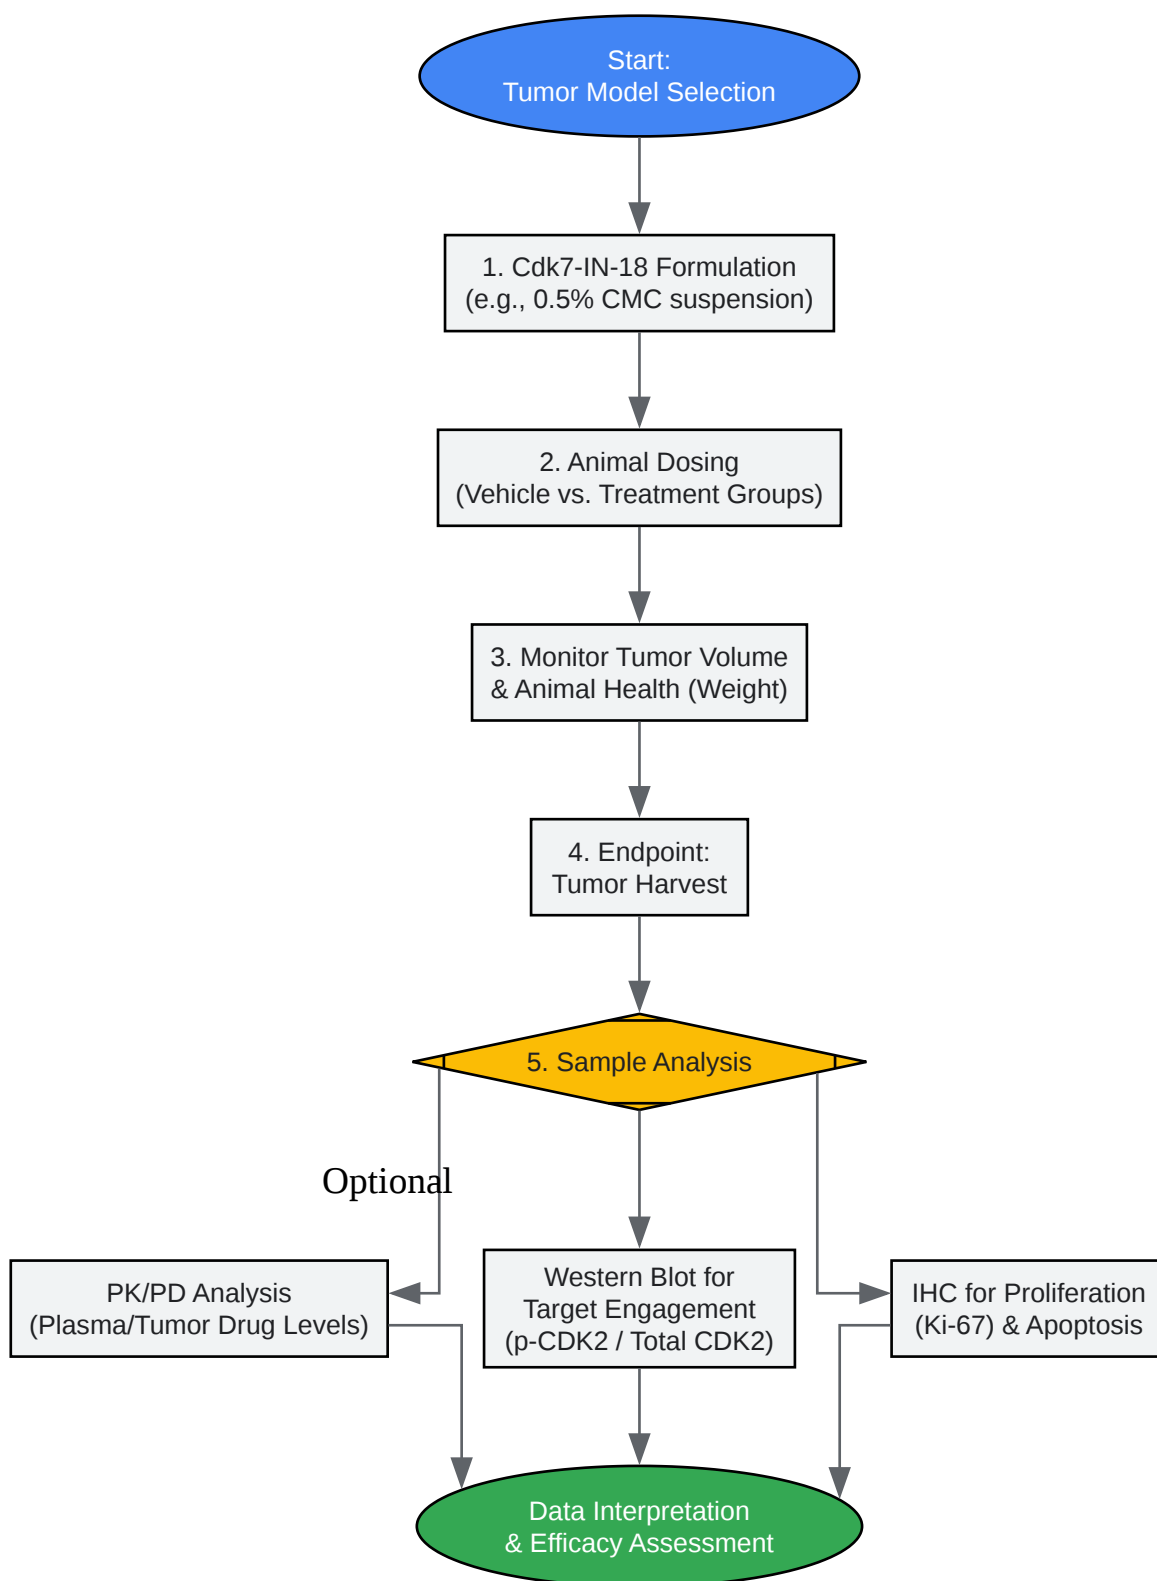 Start:
Tumor Model Selection
1. Cdk7-IN-18 Formulation
(e.g., 0.5% CMC suspension)
2. Animal Dosing
(Vehicle vs. Treatment Groups)
3. Monitor Tumor Volume
& Animal Health (Weight)
4. Endpoint:
Tumor Harvest
5. Sample Analysis
Optional
PK/PD Analysis
(Plasma/Tumor Drug Levels)
Western Blot for
Target Engagement
(p-CDK2 / Total CDK2)
IHC for Proliferation
(Ki-67) & Apoptosis
Data Interpretation
& Efficacy Assessment